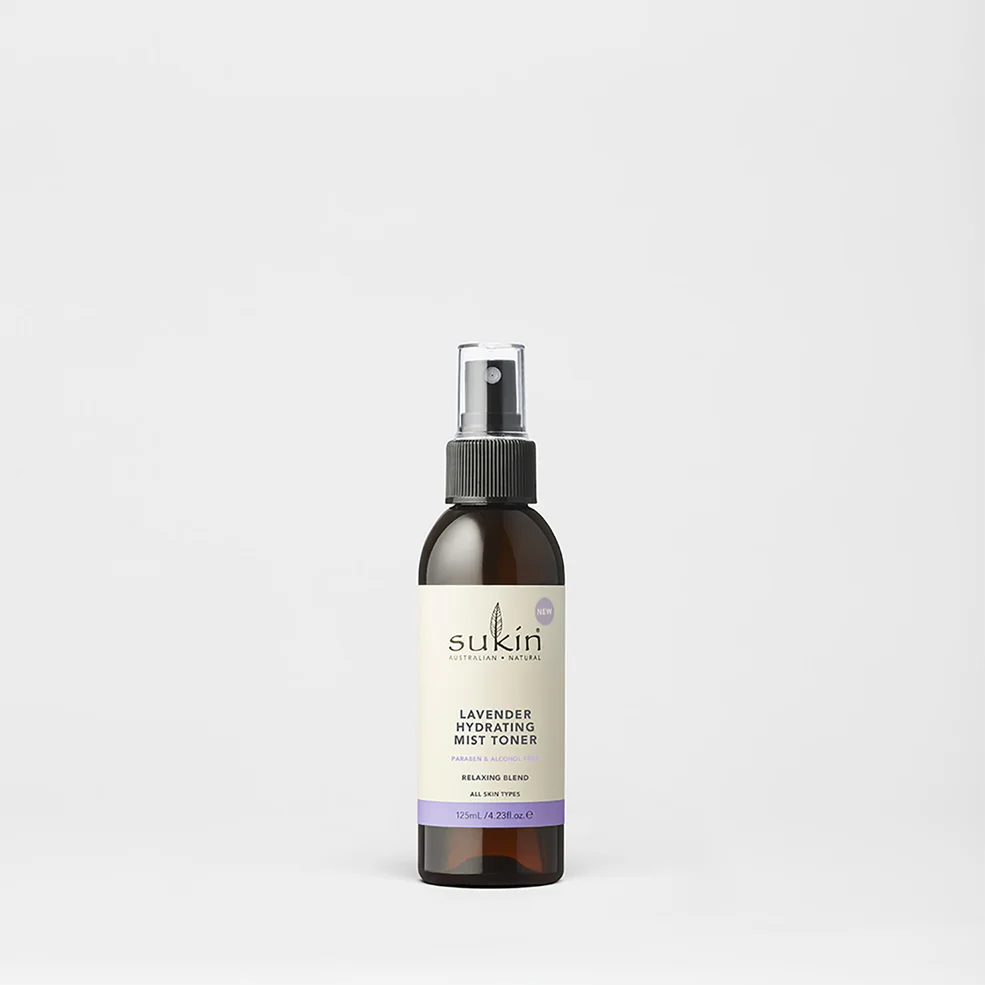 NEW
sukin®
AUSTRALIAN • NATURAL
LAVENDER
HYDRATING
MIST TONER
PARABEN & ALCOHOL FREE
RELAXING BLEND
ALL SKIN TYPES
125mL /4.23fl.oz.℮